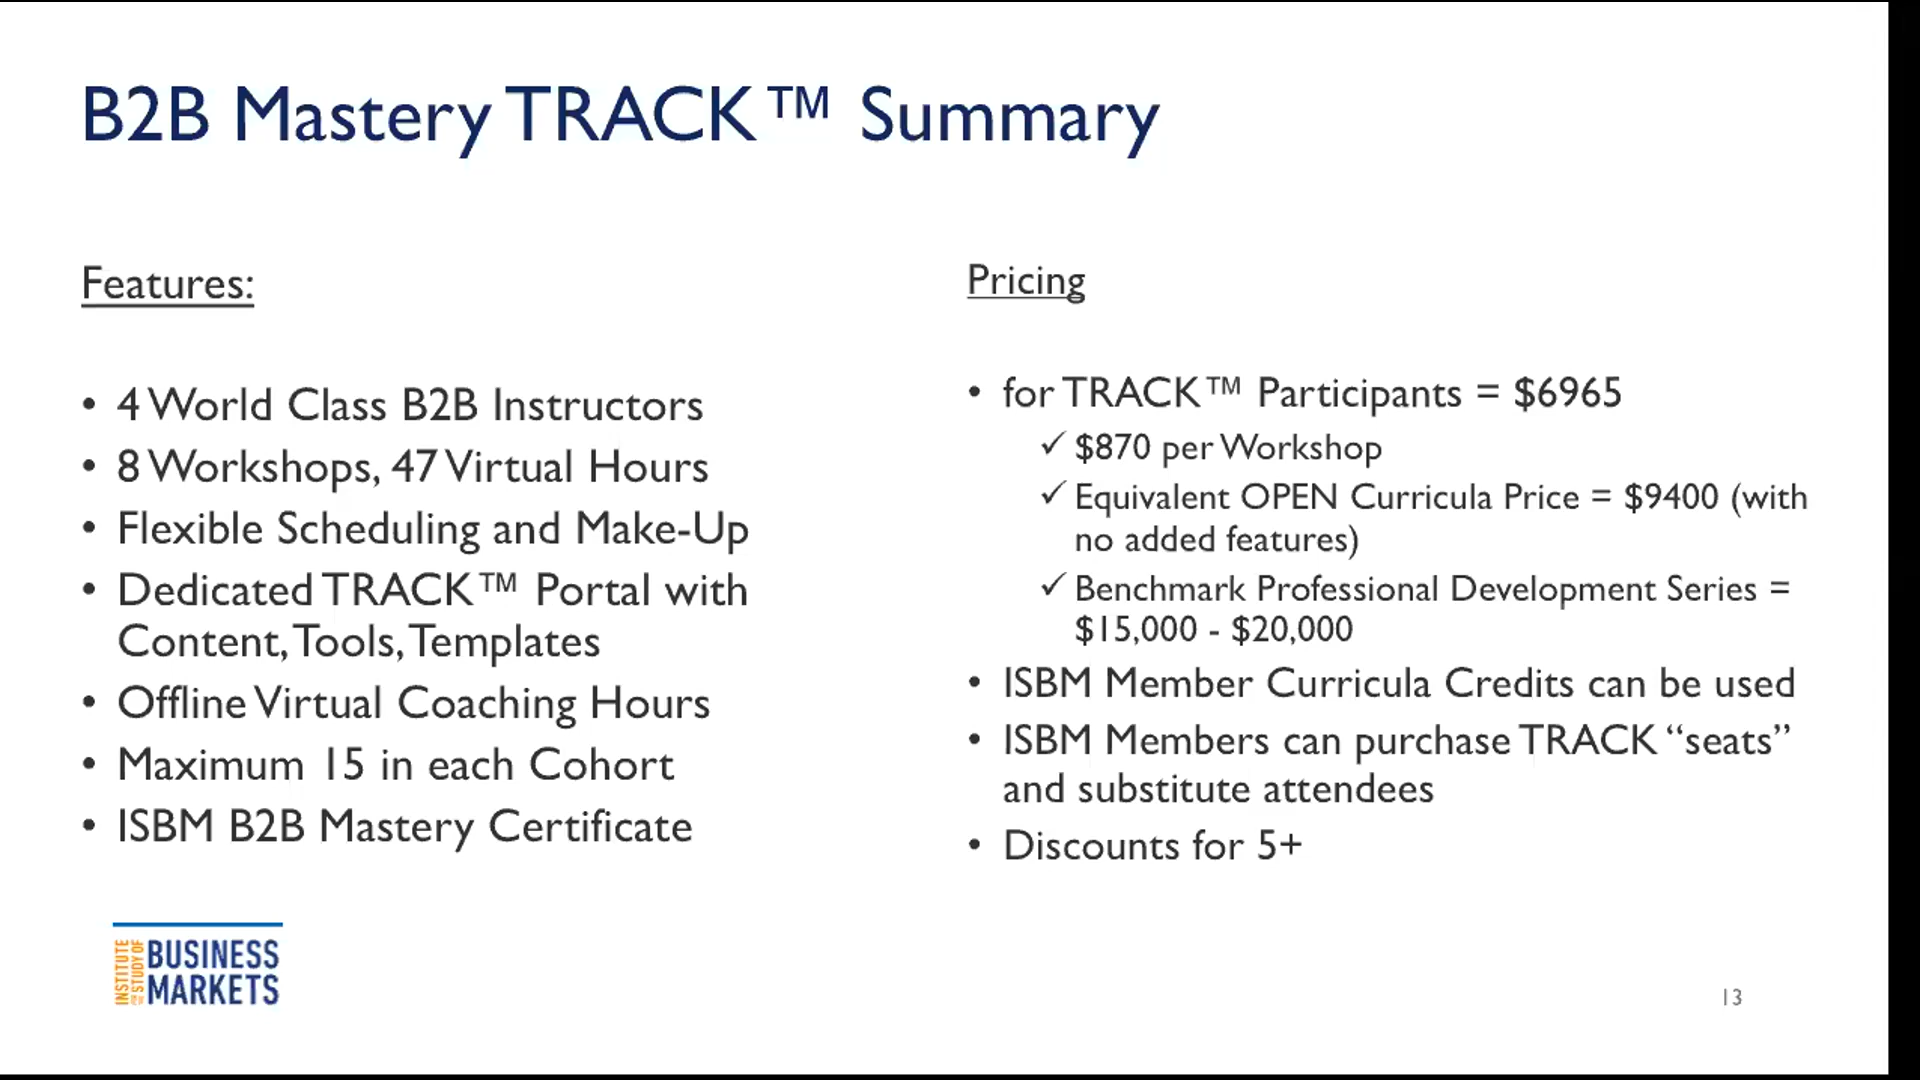 B2B Mastery TRACK™ Summary
Features:
• 4 World Class B2B Instructors
• 8 Workshops, 47 Virtual Hours
• Flexible Scheduling and Make-Up
• Dedicated TRACK™ Portal with
Content, Tools, Templates
• Offline Virtual Coaching Hours
• Maximum 15 in each Cohort
• ISBM B2B Mastery Certificate
Pricing
• for TRACK™ Participants = $6965
✓ $870 per Workshop
✓ Equivalent OPEN Curricula Price = $9400 (with
no added features)
✓ Benchmark Professional Development Series =
$15,000 - $20,000
• ISBM Member Curricula Credits can be used
• ISBM Members can purchase TRACK “seats”
and substitute attendees
• Discounts for 5+
INSTITUTE
STUDY OF
BUSINESS
MARKETS
13